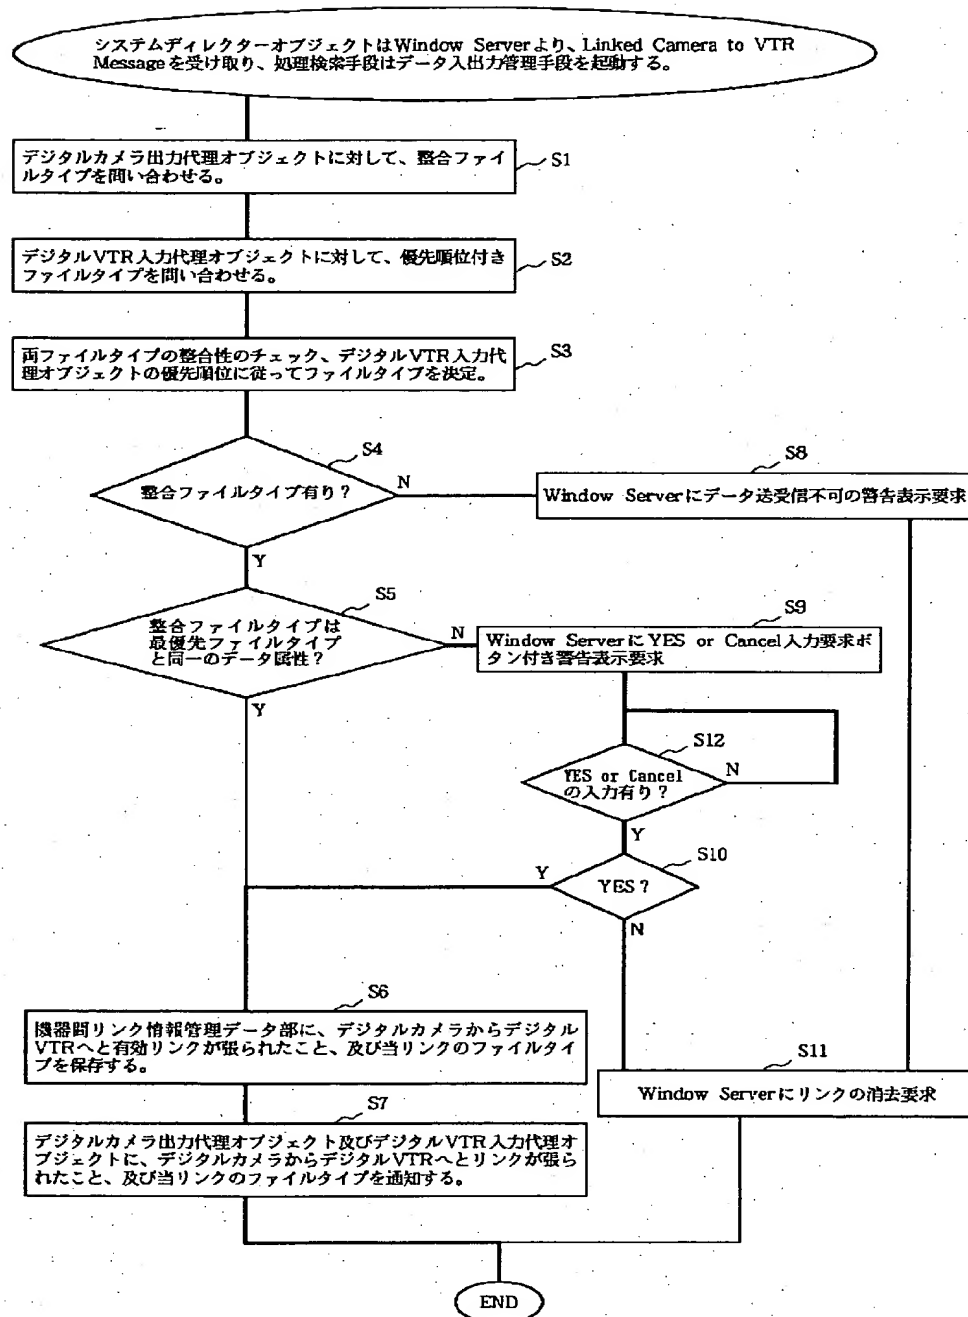 システムディレクターオブジェクトはWindow Serverより、Linked Camera to VTR
Messageを受け取り、処理検索手段はデータ入出力管理手段を起動する。
デジタルカメラ出力代理オブジェクトに対して、整合ファイ
ルタイプを問い合わせる。
S1
デジタルVTR入力代理オブジェクトに対して、優先順位付き
ファイルタイプを問い合わせる。
S2
両ファイルタイプの整合性のチェック、デジタルVTR入力代
理オブジェクトの優先順位に従ってファイルタイプを決定。
S3
S4
整合ファイルタイプ有り？
N
Y
S8
Window Serverにデータ送受信不可の警告表示要求
S5
整合ファイルタイプは
最優先ファイルタイプ
と同一のデータ属性？
N
Y
S9
Window ServerにYES or Cancel入力要求ボ
タン付き警告表示要求
S12
YES or Cancel
の入力有り？
N
Y
S10
YES？
Y
N
S6
機器間リンク情報管理データ部に、デジタルカメラからデジタル
VTRへと有効リンクが張られたこと、及び当リンクのファイルタイ
プを保存する。
S11
Window Serverにリンクの消去要求
S7
デジタルカメラ出力代理オブジェクト及びデジタルVTR入力代理オ
ブジェクトに、デジタルカメラからデジタルVTRへとリンクが張ら
れたこと、及び当リンクのファイルタイプを通知する。
END